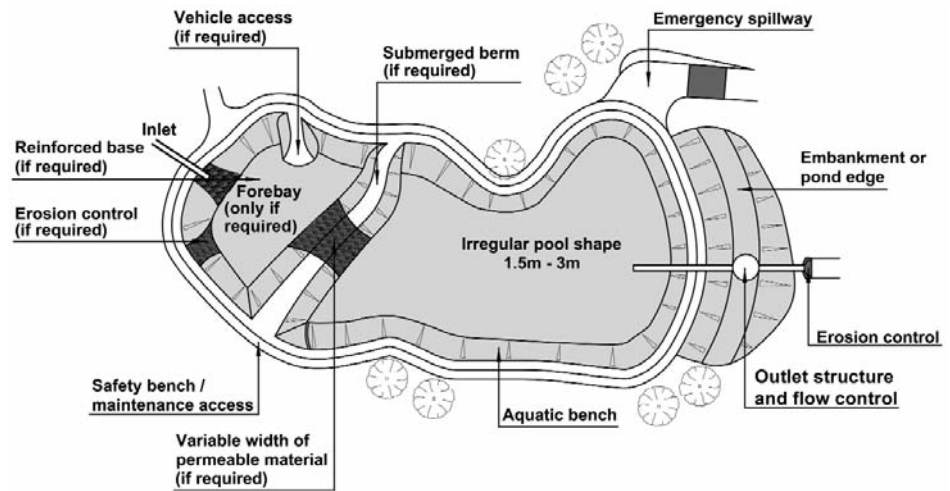 Vehicle access
(if required)
Submerged berm
(if required)
Emergency spillway
Inlet
Reinforced base
(if required)
Erosion control
(if required)
Forebay
(only if
required)
Embankment or
pond edge
Irregular pool shape
1.5m - 3m
Erosion control
Outlet structure
and flow control
Safety bench /
maintenance access
Aquatic bench
Variable width of
permeable material
(if required)